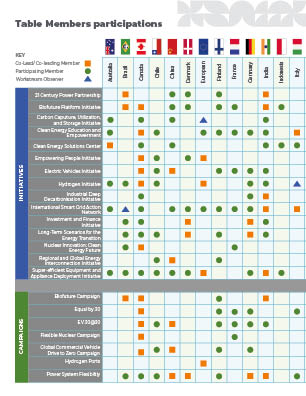 Table Members participations
KEY
Co-Lead/ Co-leading Member
Participating Member
Workstream Observer
Australia
Brazil
Canada
Chile
China
Denmark
European
Finland
France
Germany
India
Indonesia
Italy
INITIATIVES
21 Century Power Partnership
Biofuture Platform Initiative
Carbon Capture, Utilization,
and Storage Initiative
Clean Energy Education and
Empowerment
Clean Energy Solutions Center
Empowering People Initiative
Electric Vehicles Initiative
Hydrogen Initiative
Industrial Deep
Decarbonisation Initiative
International Smart Grid Action
Network
Investment and Finance
Initiative
Long-Term Scenarios for the
Energy Transition
Nuclear Innovation: Clean
Energy Future
Regional and Global Energy
Interconnection Initiative
Super-efficient Equipment and
Appliance Deployment Initiative
CAMPAIGNS
Biofuture Campaign
Equal by 30
EV30@30
Flexible Nuclear Campaign
Global Commercial Vehicle
Drive to Zero Campaign
Hydrogen Ports
Power System Flexibility